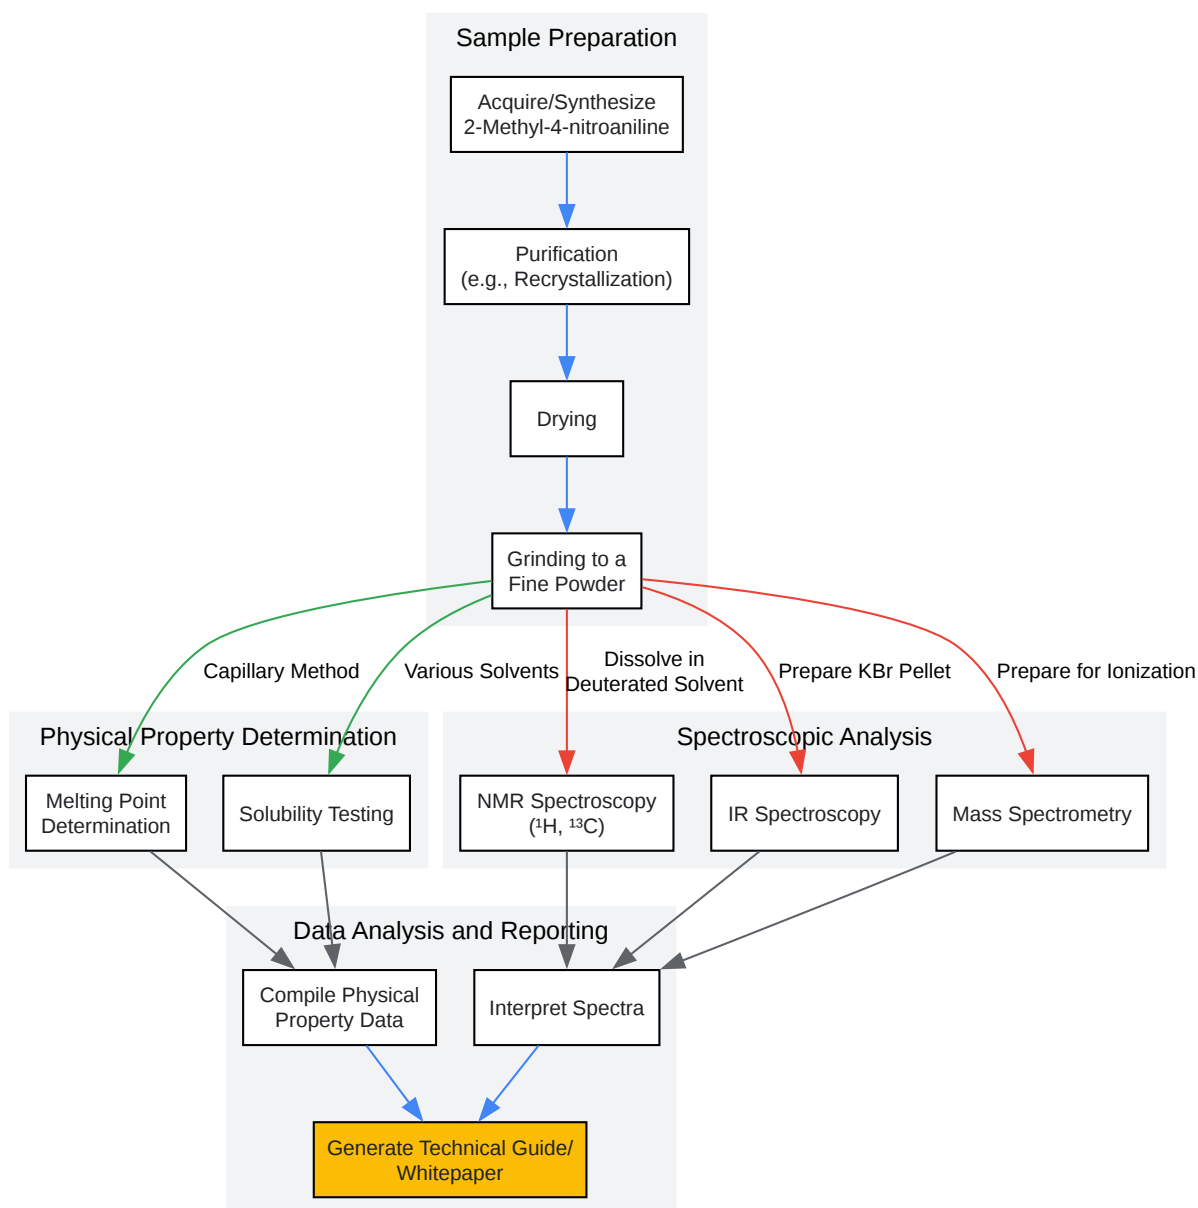 Sample Preparation
Acquire/Synthesize
2-Methyl-4-nitroaniline
Purification
(e.g., Recrystallization)
Drying
Grinding to a
Fine Powder
Capillary Method
Various Solvents
Dissolve in
Deuterated Solvent
Prepare KBr Pellet
Prepare for Ionization
Physical Property Determination
Spectroscopic Analysis
Melting Point
Determination
Solubility Testing
NMR Spectroscopy
(¹H, ¹³C)
IR Spectroscopy
Mass Spectrometry
Data Analysis and Reporting
Compile Physical
Property Data
Interpret Spectra
Generate Technical Guide/
Whitepaper